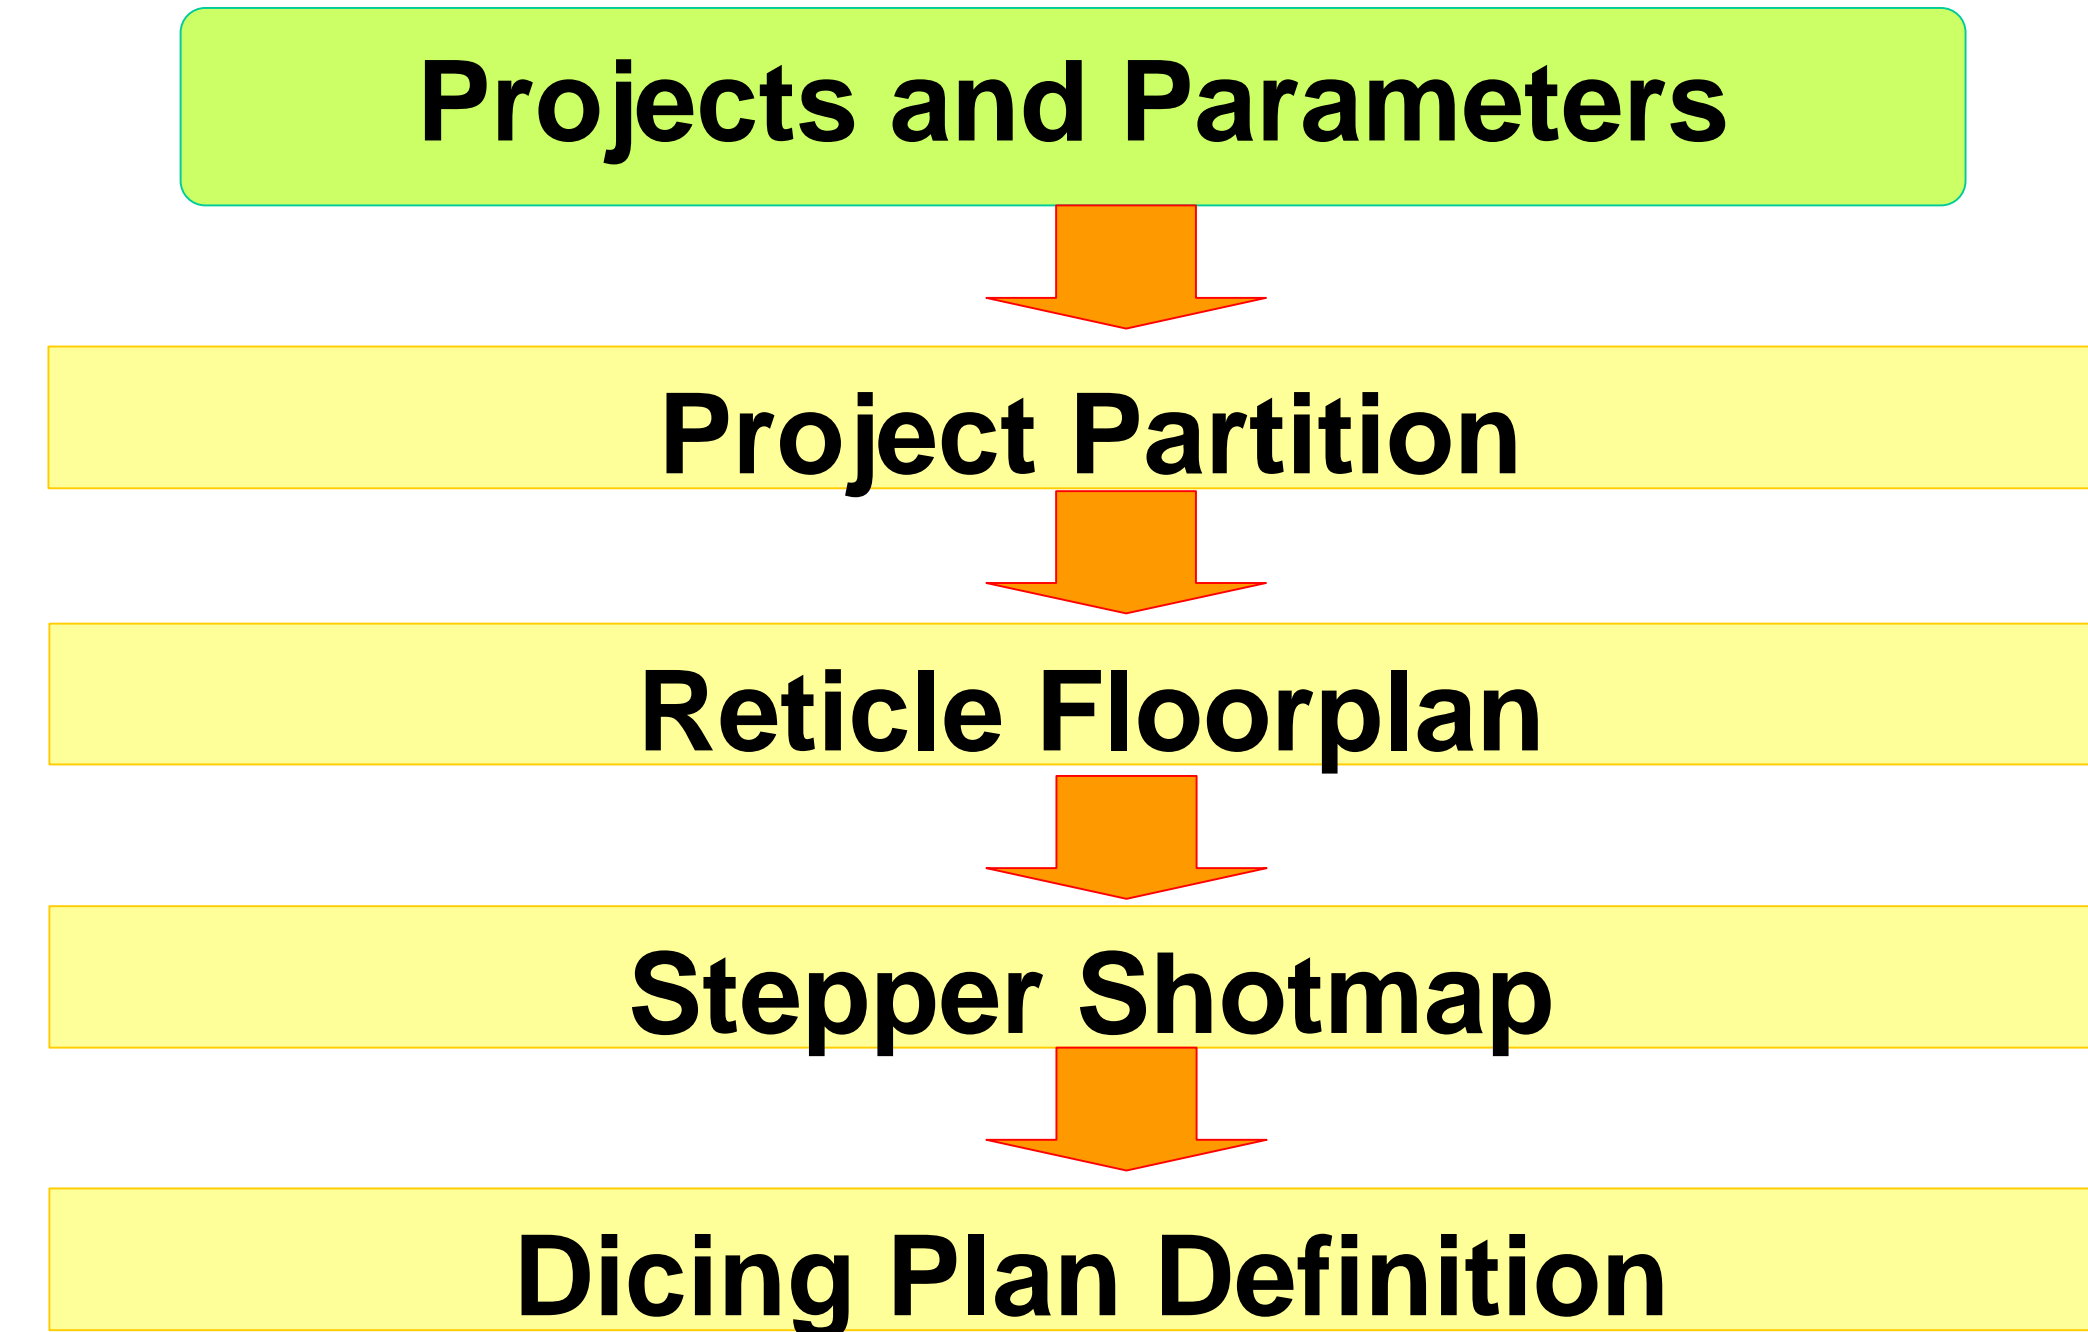 Projects and Parameters
Project Partition
Reticle Floorplan
Stepper Shotmap
Dicing Plan Definition